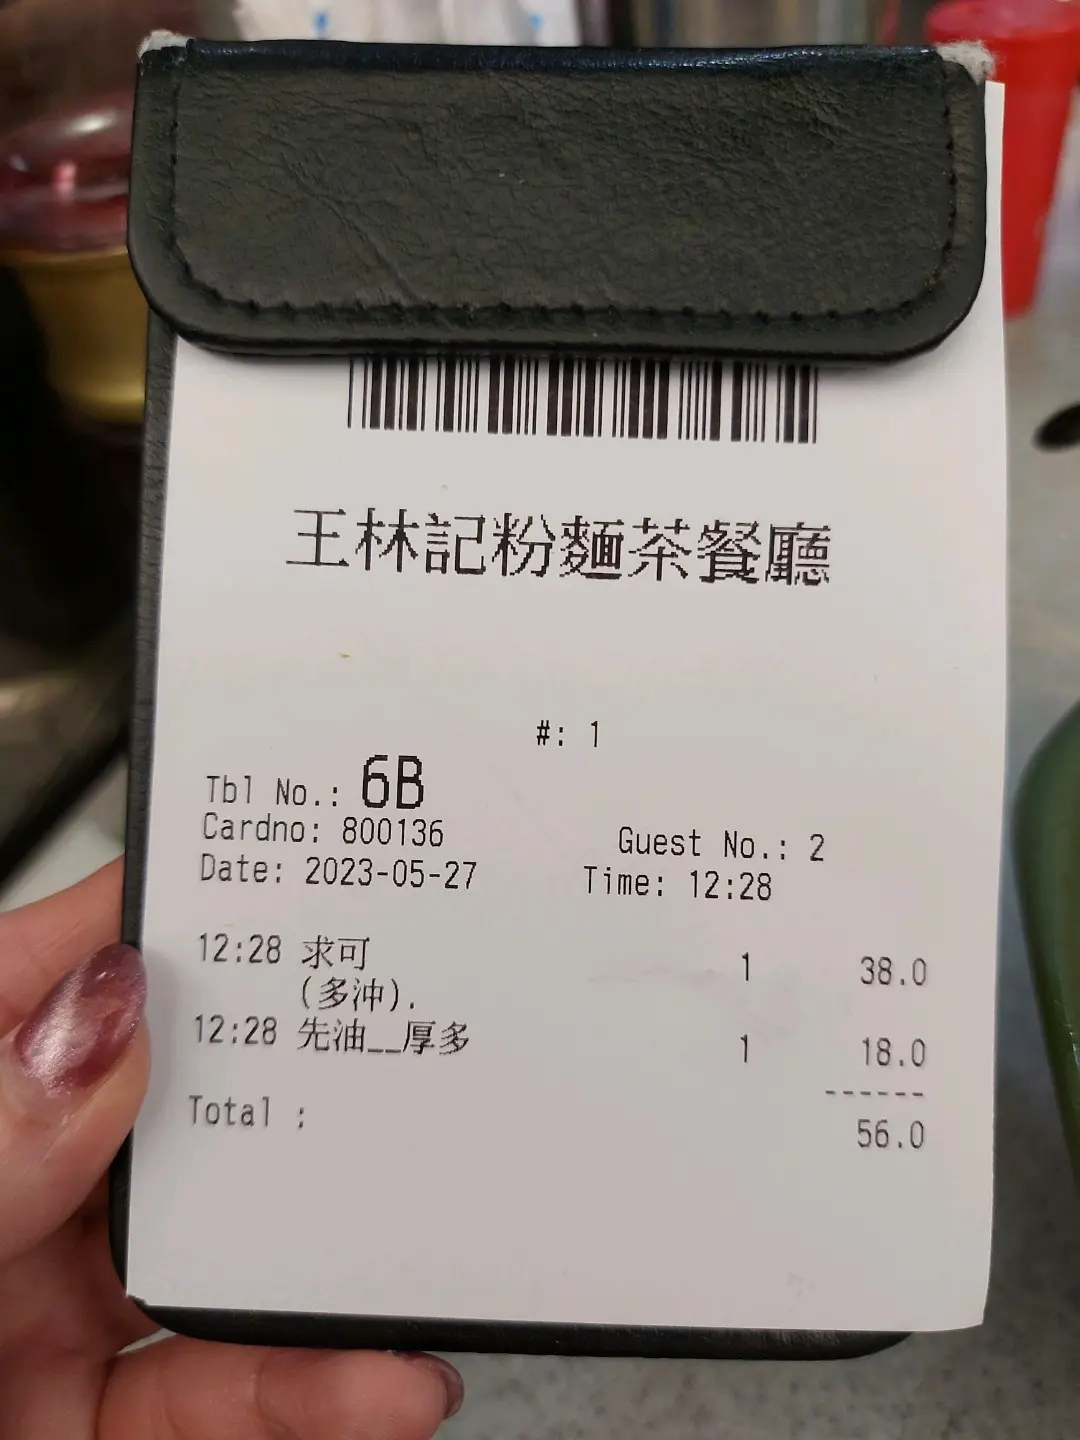 王林記粉麵茶餐廳
#: 1
Tbl No.: 6B
Cardno: 800136 Guest No.: 2
Date: 2023-05-27 Time: 12:28
12:28 求可 1 38.0
(多沖).
12:28 先油__厚多 1 18.0
------
Total : 56.0